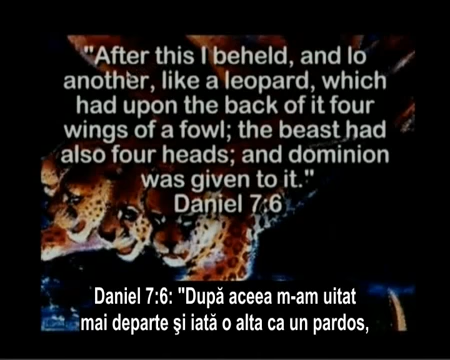 "After this I beheld, and lo
another, like a leopard, which
had upon the back of it four
wings of a fowl; the beast had
also four heads; and dominion
was given to it."
Daniel 7:6
Daniel 7:6: "După aceea m-am uitat
mai departe şi iată o alta ca un pardos,